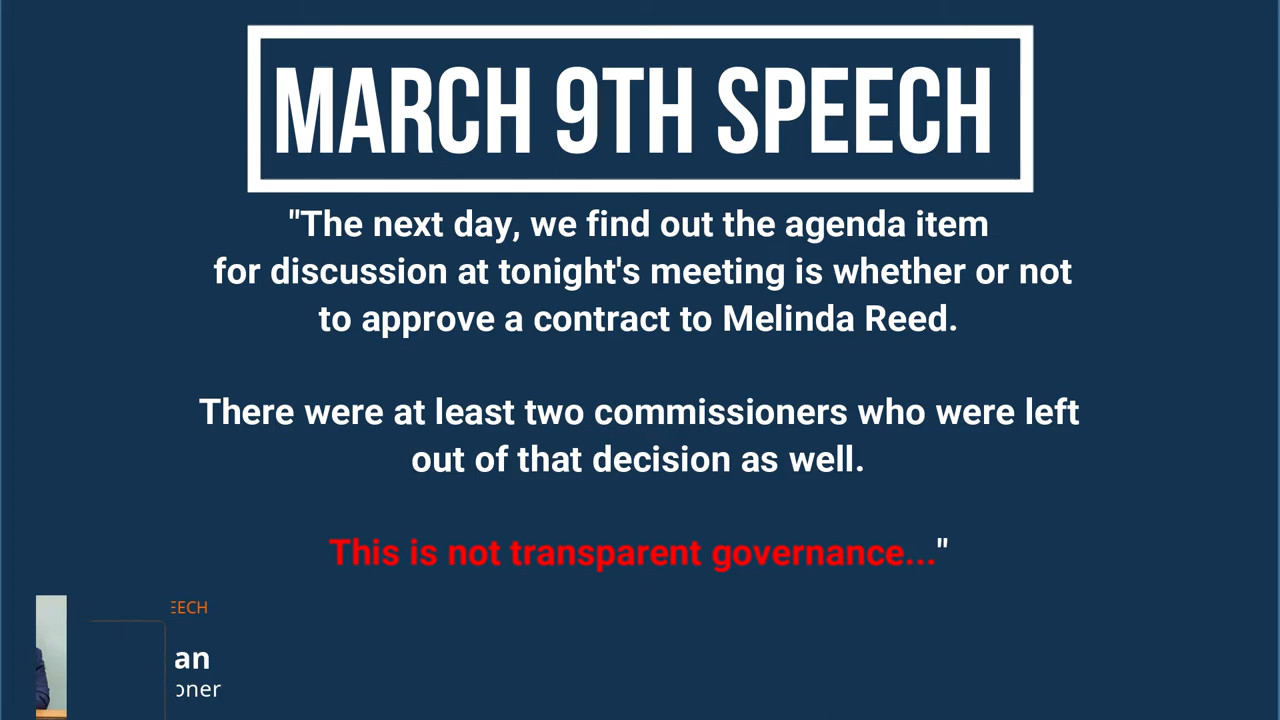 MARCH 9TH SPEECH
"The next day, we find out the agenda item
for discussion at tonight's meeting is whether or not
to approve a contract to Melinda Reed.
There were at least two commissioners who were left
out of that decision as well.
This is not transparent governance..."